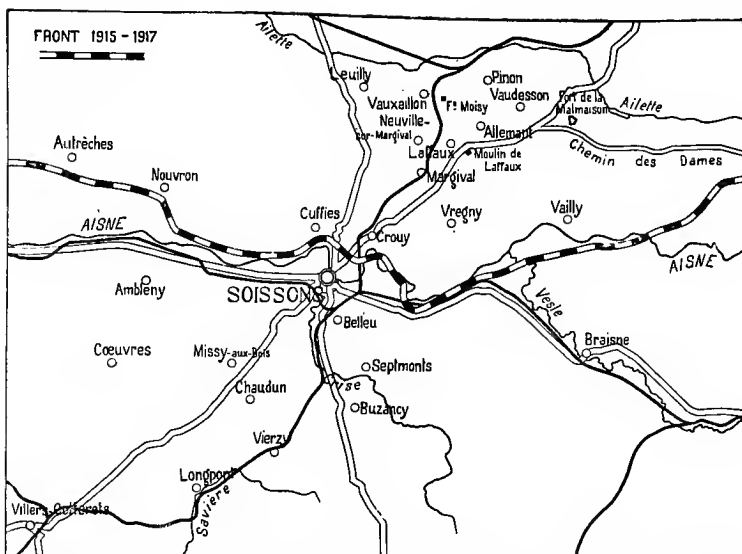 FRONT 1915-1917
Ailette
Leuilly
Pinon
Vauxaillon
Fe Moisy
Vaudesson
Fort de la
Malmaison
Ailette
Neuville-
sur-Margival
Allemant
Laffaux
Moulin de
Laffaux
Chemin des Dames
Margival
Autrêches
Nouvron
Cuffies
Vregny
Vailly
AISNE
Crouy
AISNE
Ambleny
SOISSONS
Vesle
Belleu
Braisne
Cœuvres
Missy-aux-Bois
Septmonts
Chaudun
Buzancy
Vierzy
Longpont
Savière
Villers-Cotterets